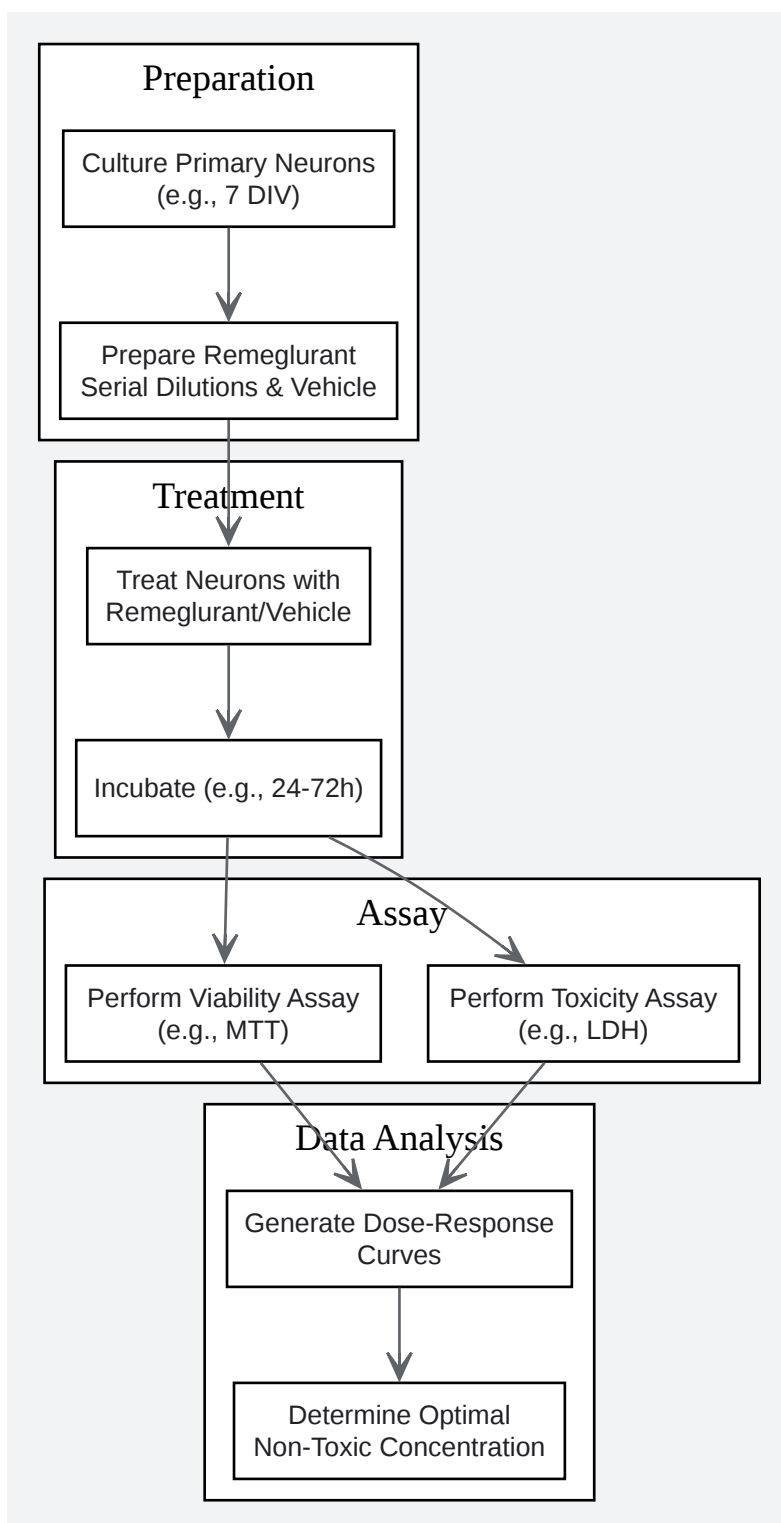 Preparation
Culture Primary Neurons
(e.g., 7 DIV)
Prepare Remeglurant
Serial Dilutions & Vehicle
Treatment
Treat Neurons with
Remeglurant/Vehicle
Incubate (e.g., 24-72h)
Assay
Perform Viability Assay
(e.g., MTT)
Perform Toxicity Assay
(e.g., LDH)
Data Analysis
Generate Dose-Response
Curves
Determine Optimal
Non-Toxic Concentration